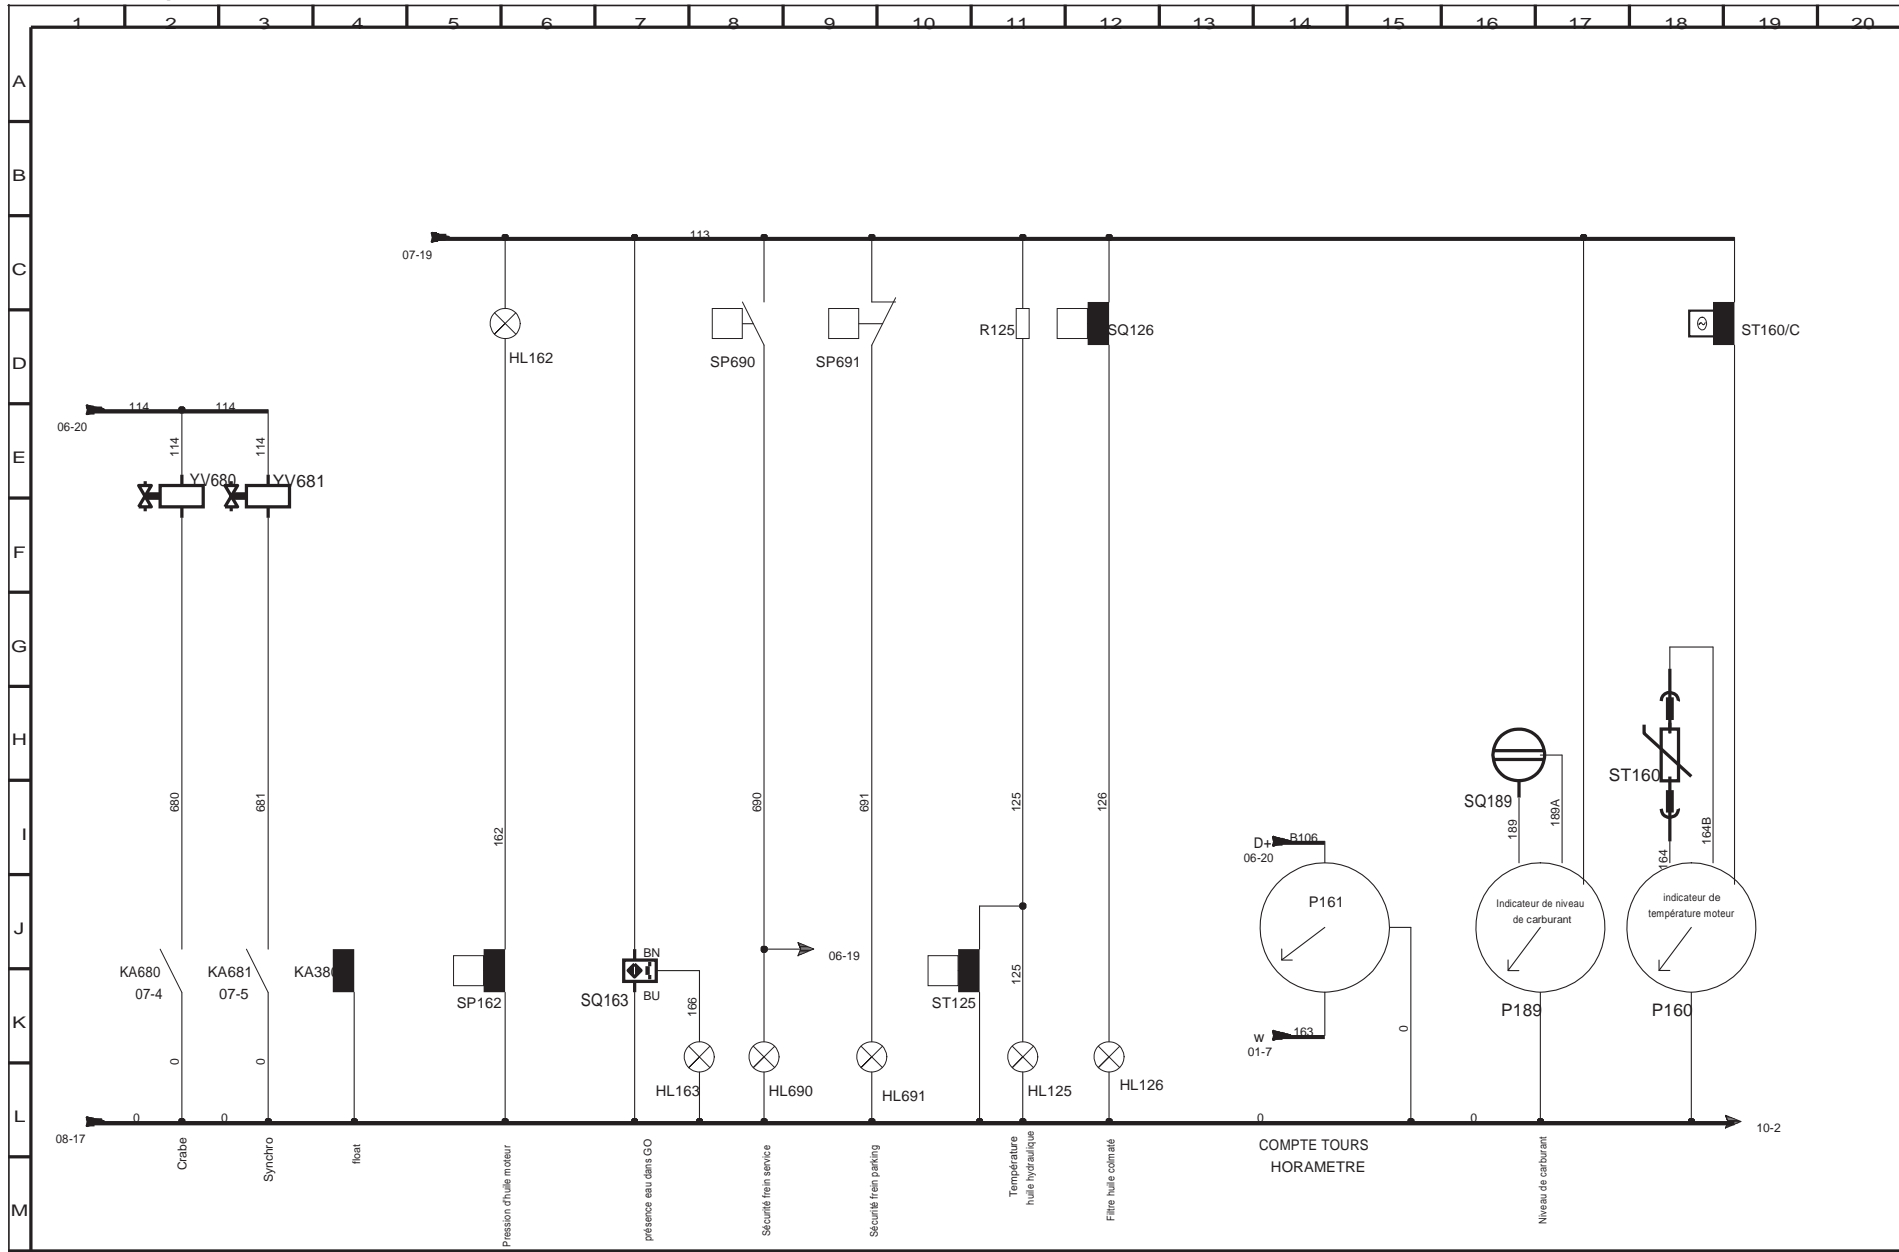 1 2 3 4 5 6 7 8 9 10 11 12 13 14 15 16 17 18 19 20
A
B
C
D
E
F
G
H
I
J
K
L
M
07-19
113
HL162
SP690
SP691
R125
SQ126
ST160/C
06-20
114
114
114
114
YV680
YV681
ST160
SQ189
680
681
162
690
691
125
126
189
189A
164
164B
D+
06-20
B106
P161
Indicateur de niveau
de carburant
indicateur de
température moteur
KA680
07-4
KA681
07-5
KA380
SP162
SQ163
BN
BU
166
06-19
ST125
125
w
01-7
163
0
P189
P160
0
0
HL163
HL690
HL691
HL125
HL126
08-17
0
0
0
0
10-2
Crabe
Synchro
float
Pression d'huile moteur
présence eau dans GO
Sécurité frein service
Sécurité frein parking
Température
huile hydraulique
Filtre huile colmaté
COMPTE TOURS
HORAMETRE
Niveau de carburant